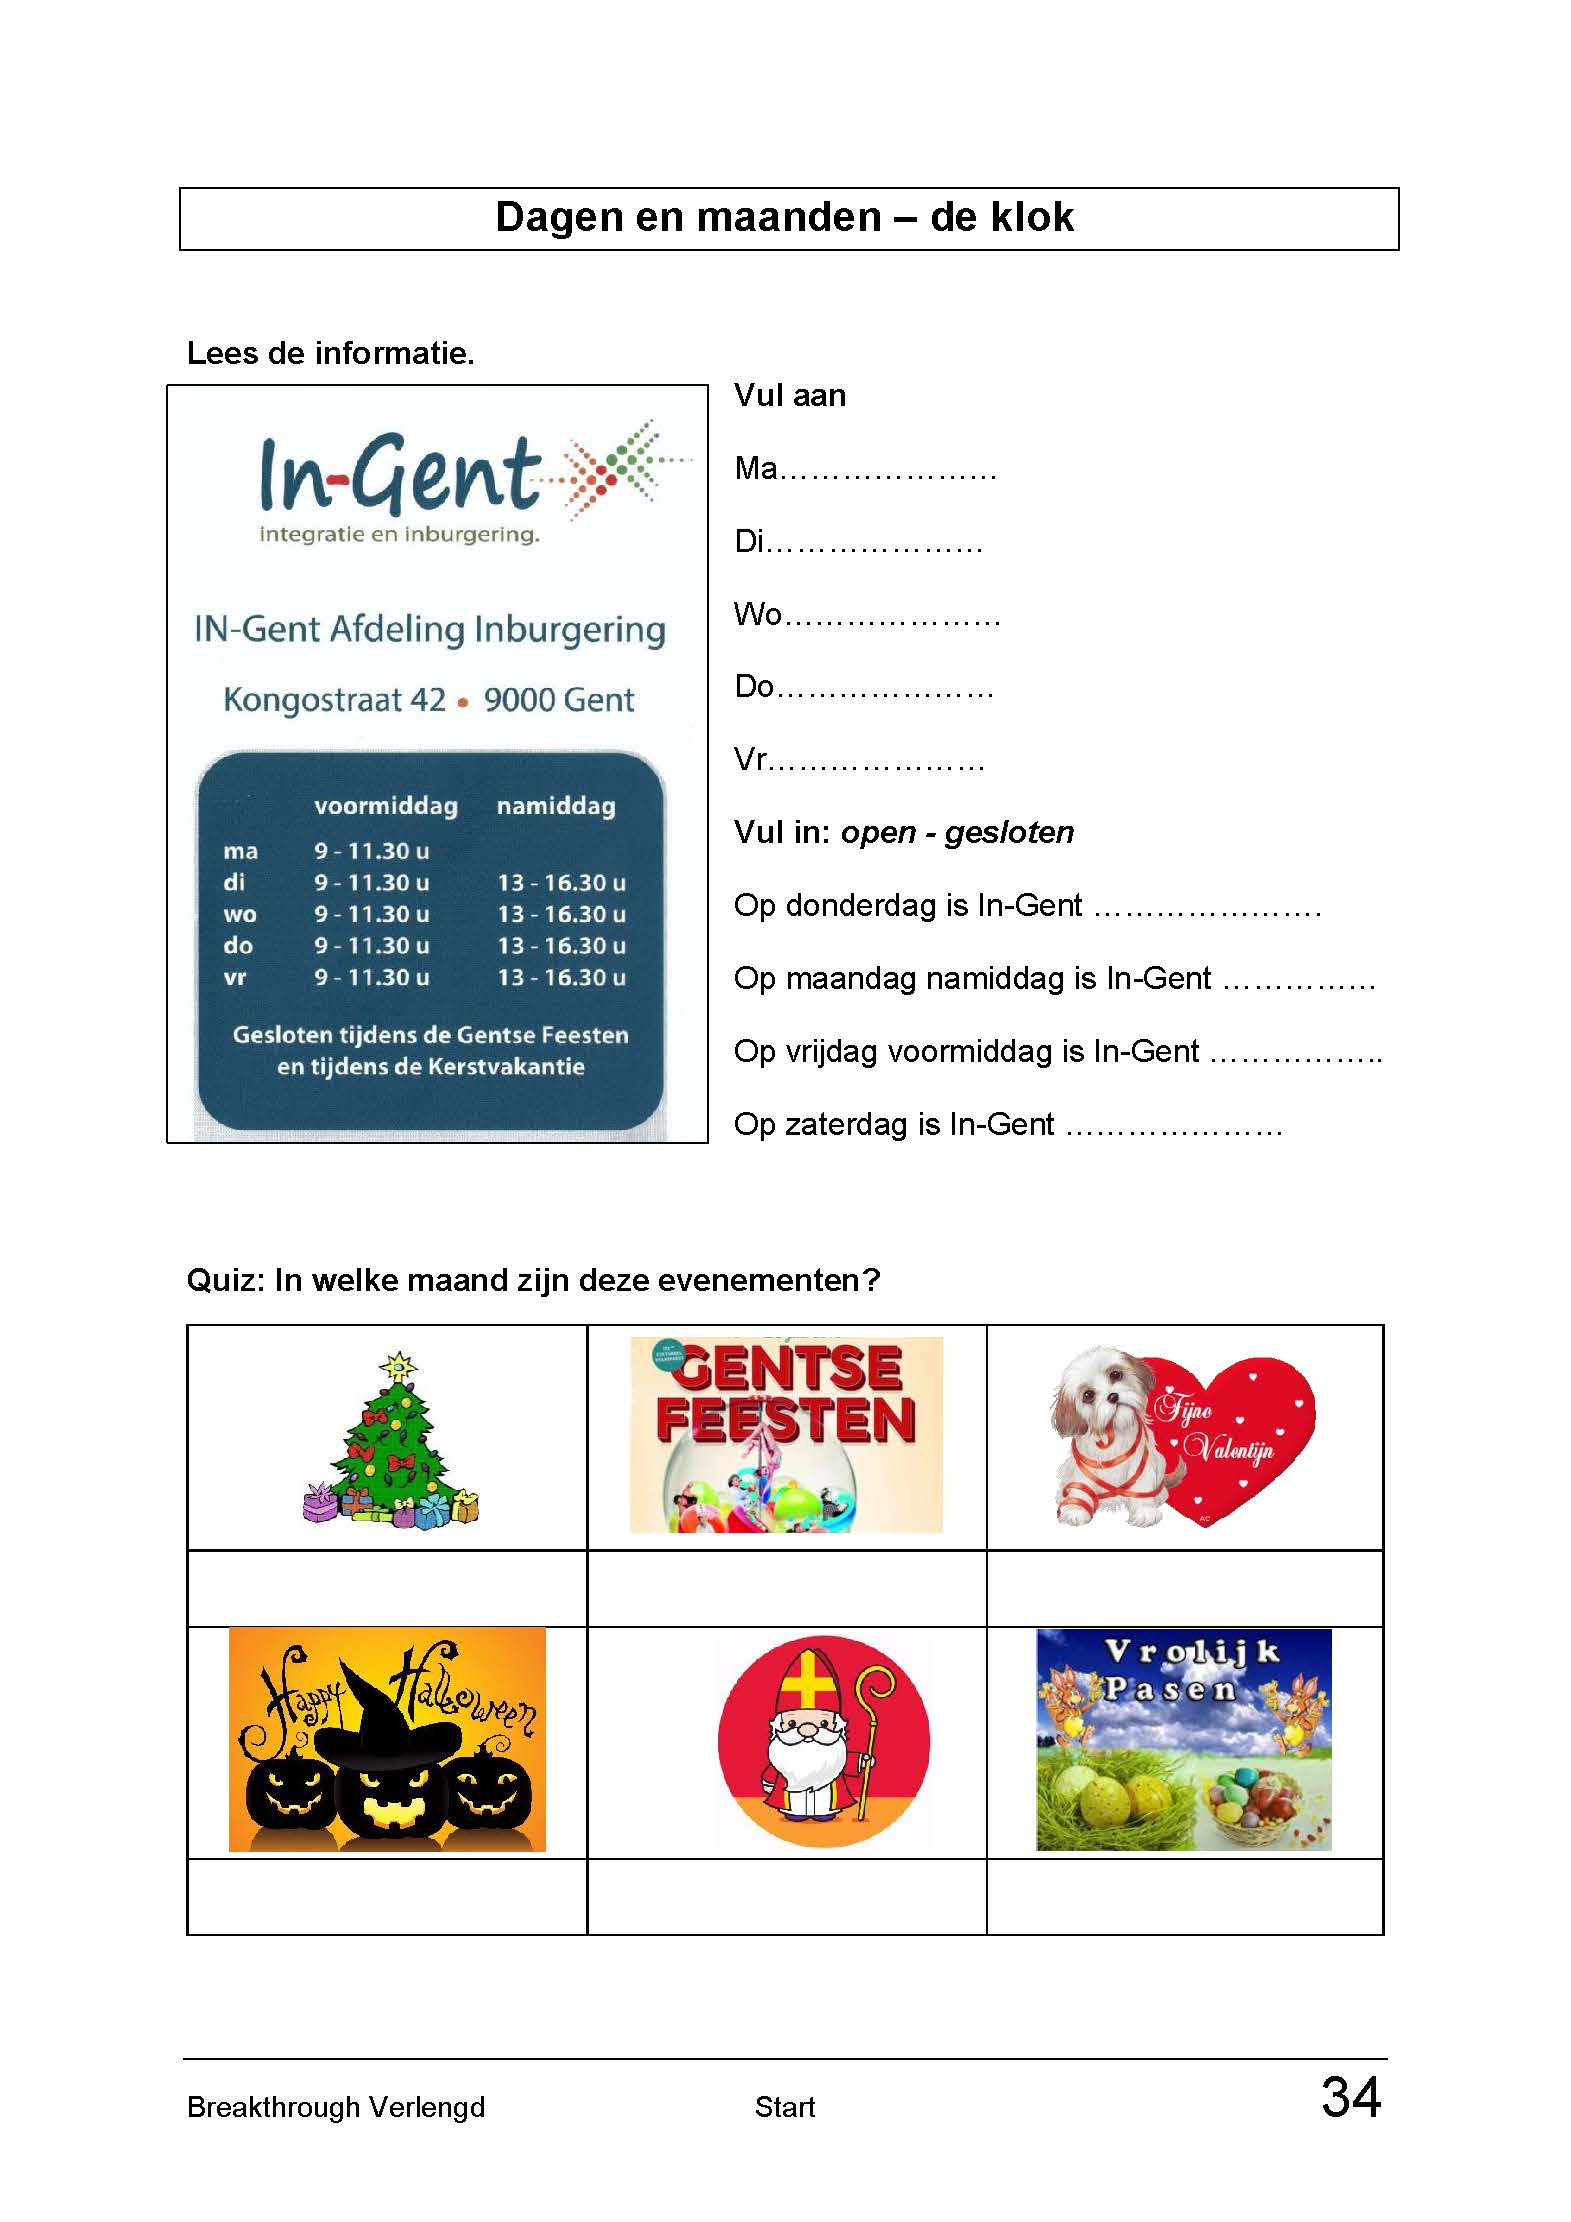 Dagen en maanden – de klok
Lees de informatie.
In-Gent
integratie en inburgering.
IN-Gent Afdeling Inburgering
Kongostraat 42 • 9000 Gent
voormiddag namiddag
ma 9 - 11.30 u
di 9 - 11.30 u 13 - 16.30 u
wo 9 - 11.30 u 13 - 16.30 u
do 9 - 11.30 u 13 - 16.30 u
vr 9 - 11.30 u 13 - 16.30 u
Gesloten tijdens de Gentse Feesten
en tijdens de Kerstvakantie
Vul aan
Ma…………………
Di…………………
Wo…………………
Do…………………
Vr…………………
Vul in: open - gesloten
Op donderdag is In-Gent ………………….
Op maandag namiddag is In-Gent ……………
Op vrijdag voormiddag is In-Gent ……………..
Op zaterdag is In-Gent …………………
Quiz: In welke maand zijn deze evenementen?
GENTSE
FEESTEN
Fijne
Valentijn
AC
Happy Halloween
Vrolijk
Pasen
Breakthrough Verlengd Start 34